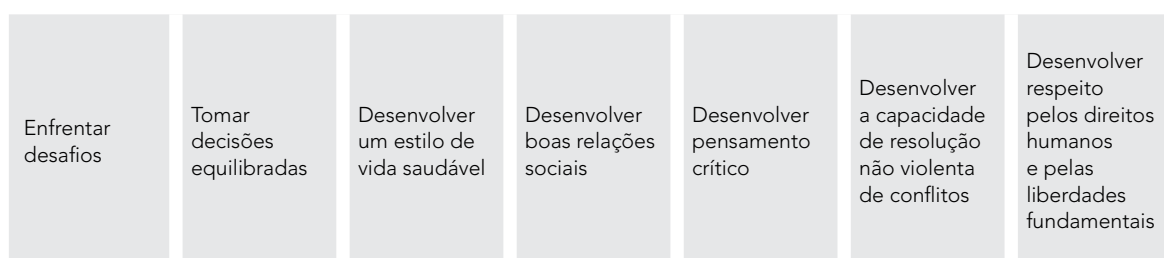 Enfrentar
desafios
Tomar
decisões
equilibradas
Desenvolver
um estilo de
vida saudável
Desenvolver
boas relações
sociais
Desenvolver
pensamento
crítico
Desenvolver
a capacidade
de resolução
não violenta
de conflitos
Desenvolver
respeito
pelos direitos
humanos
e pelas
liberdades
fundamentais